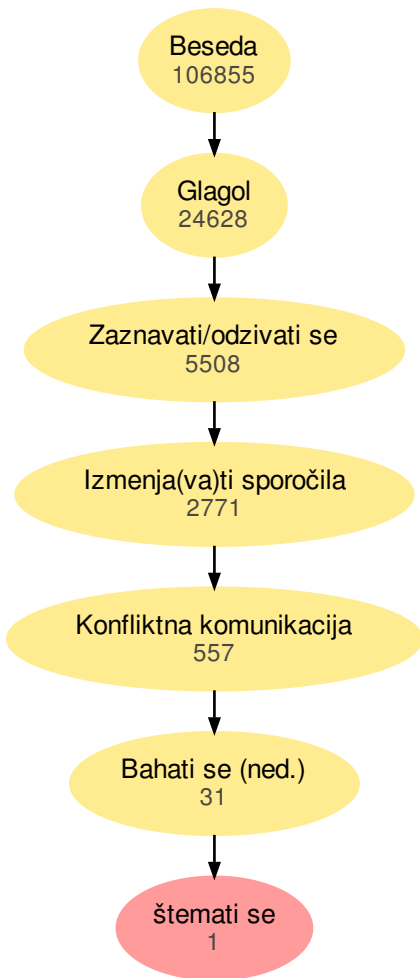 Beseda
106855
Glagol
24628
Zaznavati/odzivati se
5508
Izmenja(va)ti sporočila
2771
Konfliktna komunikacija
557
Bahati se (ned.)
31
štemati se
1